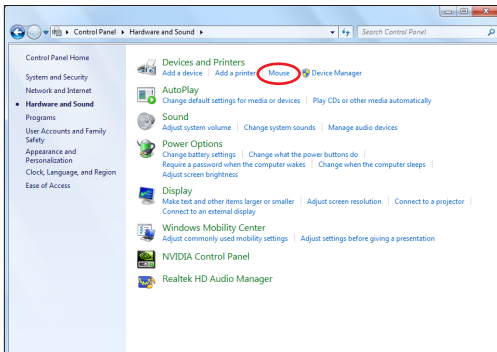 Control Panel ▸ Hardware and Sound ▸
Search Control Panel
Control Panel Home
System and Security
Network and Internet
Hardware and Sound
Programs
User Accounts and Family
Safety
Appearance and
Personalization
Clock, Language, and Region
Ease of Access
Devices and Printers
Add a device | Add a printer | Mouse | Device Manager
AutoPlay
Change default settings for media or devices | Play CDs or other media automatically
Sound
Adjust system volume | Change system sounds | Manage audio devices
Power Options
Change battery settings | Change what the power buttons do |
Require a password when the computer wakes | Change when the computer sleeps |
Adjust screen brightness
Display
Make text and other items larger or smaller | Adjust screen resolution | Connect to a projector |
Connect to an external display
Windows Mobility Center
Adjust commonly used mobility settings | Adjust settings before giving a presentation
NVIDIA Control Panel
Realtek HD Audio Manager